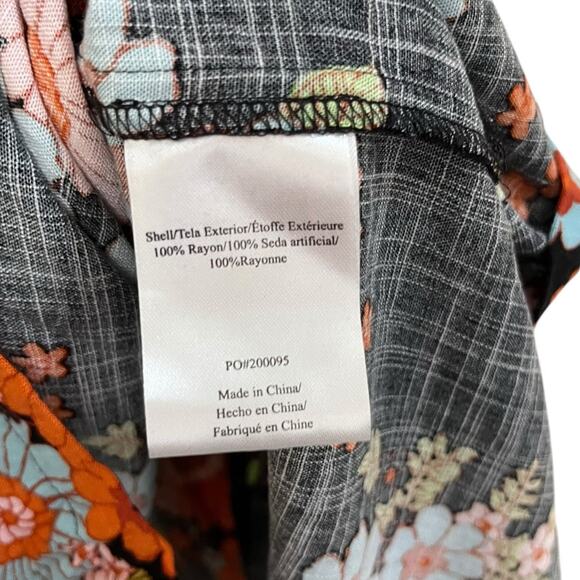 Shell/Tela Exterior/Étoffe Extérieure
100% Rayon/100% Seda artificial/
100%Rayonne
PO#200095
Made in China/
Hecho en China/
Fabriqué en Chine